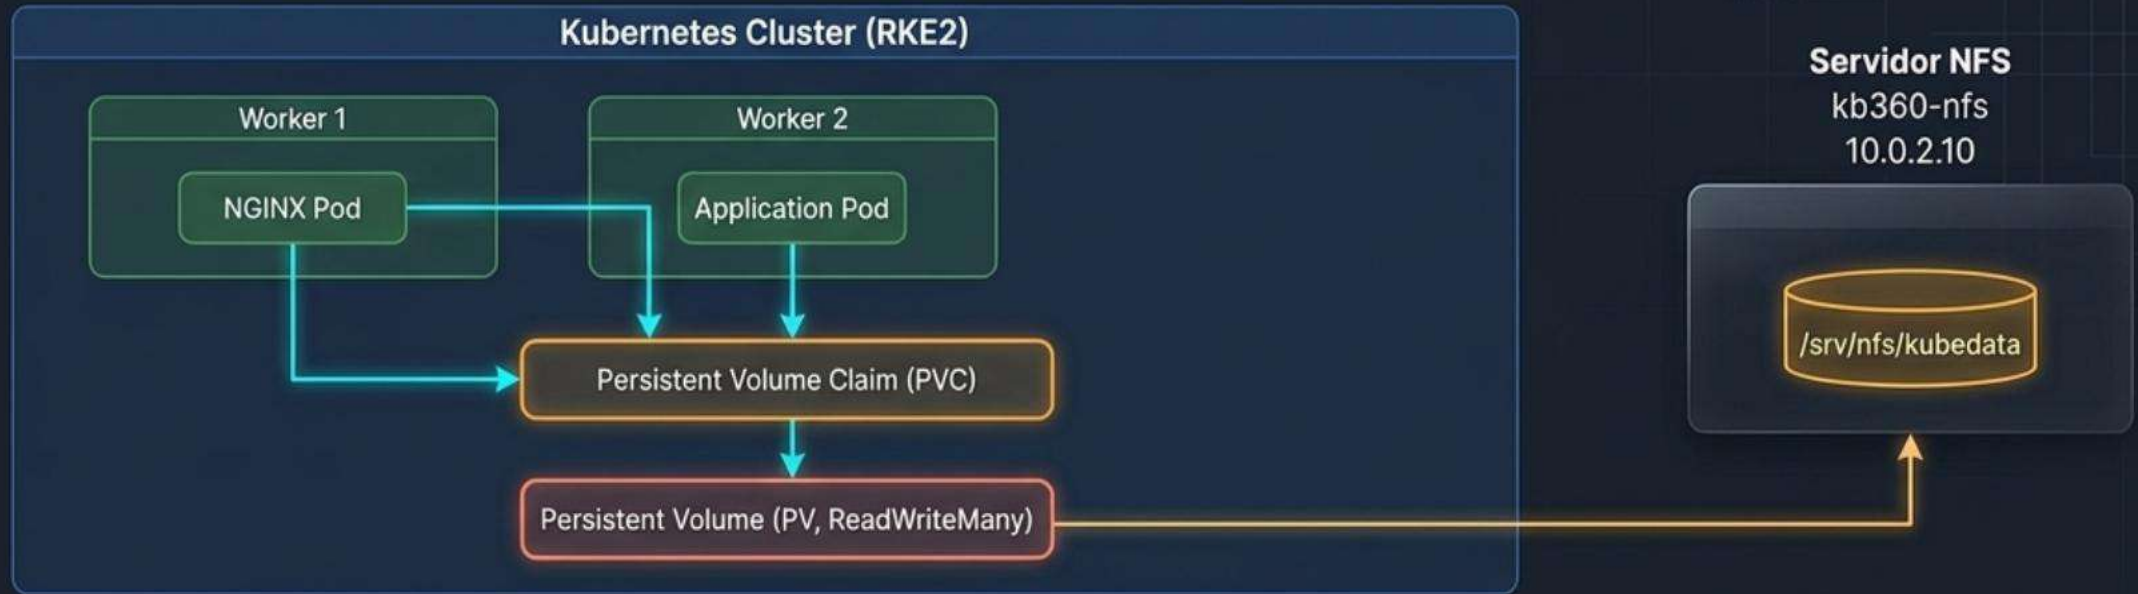 Kubernetes Cluster (RKE2)
Worker 1
NGINX Pod
Worker 2
Application Pod
Persistent Volume Claim (PVC)
Persistent Volume (PV, ReadWriteMany)
Servidor NFS
kb360-nfs
10.0.2.10
/srv/nfs/kubedata